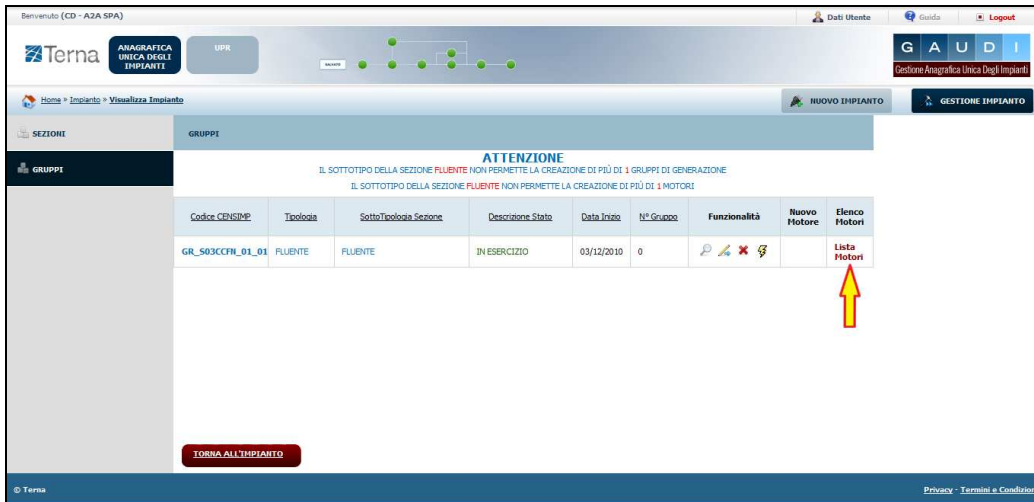 Benvenuto (CD - A2A SPA)
Dati Utente
Guida
Logout
Terna
ANAGRAFICA
UNICA DEGLI
IMPIANTI
UPR
GAUDI
Gestione Anagrafica Unica Degli Impianti
Home » Impianto » Visualizza Impianto
NUOVO IMPIANTO
GESTIONE IMPIANTO
SEZIONI
GRUPPI
GRUPPI
ATTENZIONE
IL SOTTOTIPO DELLA SEZIONE FLUENTE NON PERMETTE LA CREAZIONE DI PIÙ DI 1 GRUPPI DI GENERAZIONE
IL SOTTOTIPO DELLA SEZIONE FLUENTE NON PERMETTE LA CREAZIONE DI PIÙ DI 1 MOTORI
Codice CENSIMP Tipologia SottoTipologia Sezione Descrizione Stato Data Inizio N° Gruppo Funzionalità Nuovo Motore Elenco Motori
GR_S03CCFN_01_01 FLUENTE FLUENTE IN ESERCIZIO 03/12/2010 0 Lista Motori
TORNA ALL'IMPIANTO
© Terna
Privacy - Termini e Condizion